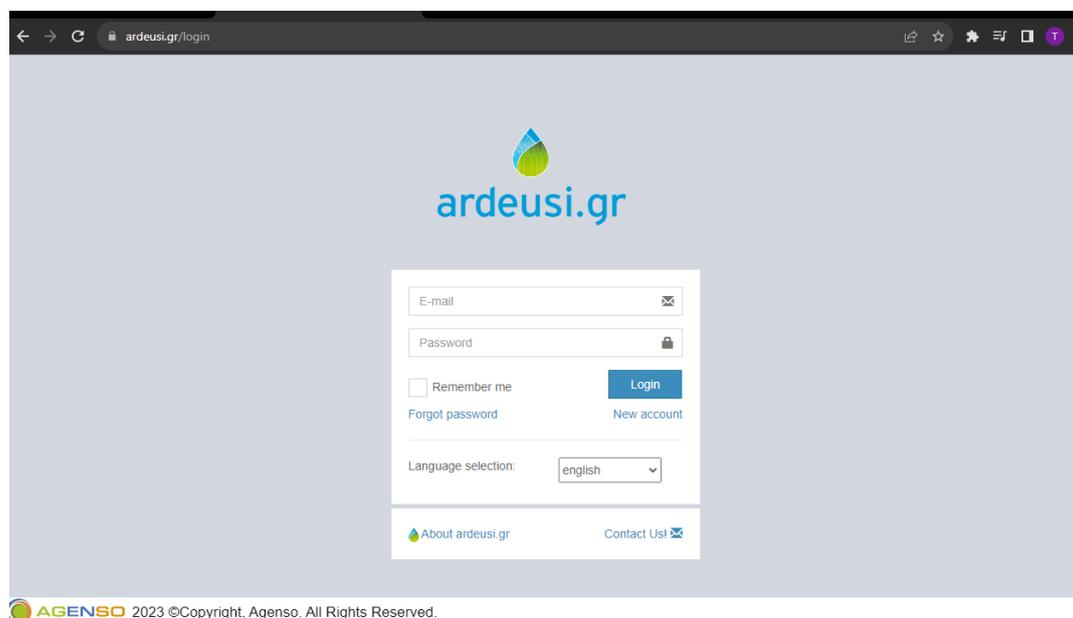 ardeusi.gr/login
T
ardeusi.gr
E-mail
Password
Remember me
Login
Forgot password
New account
Language selection:
english
About ardeusi.gr
Contact Us!
AGENSO 2023 ©Copyright, Agenso. All Rights Reserved.